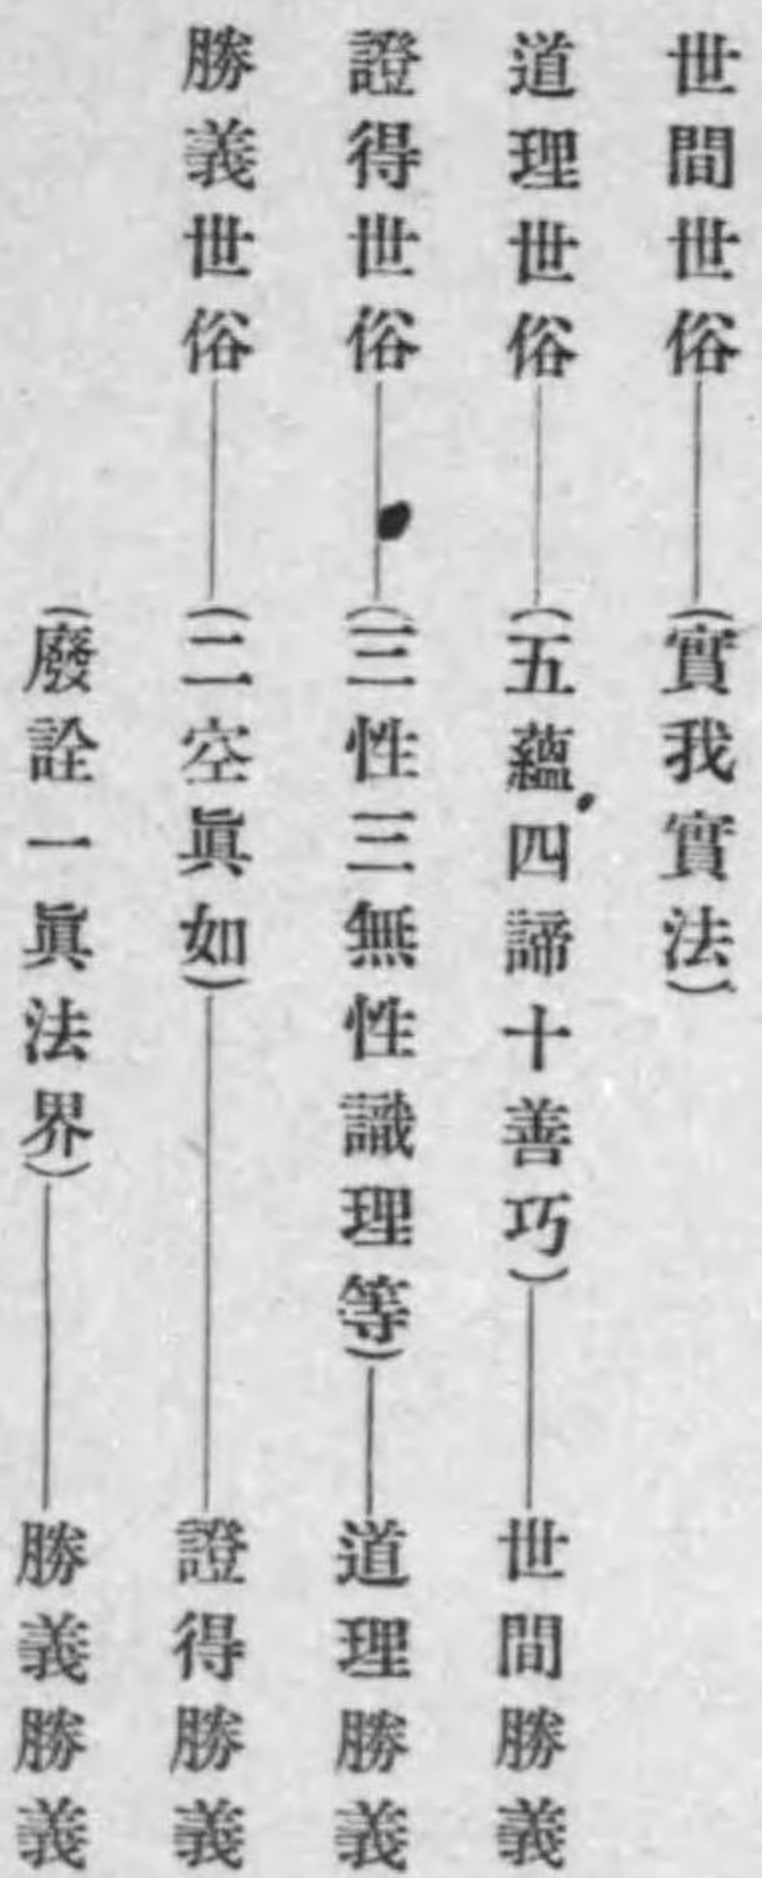 世間世俗――(實我實法)
道理世俗――(五蘊四諦十善巧)――世間勝義
證得世俗――(三性三無性識理等)――道理勝義
勝義世俗――(二空眞如)――證得勝義
(廢詮一眞法界)――勝義勝義